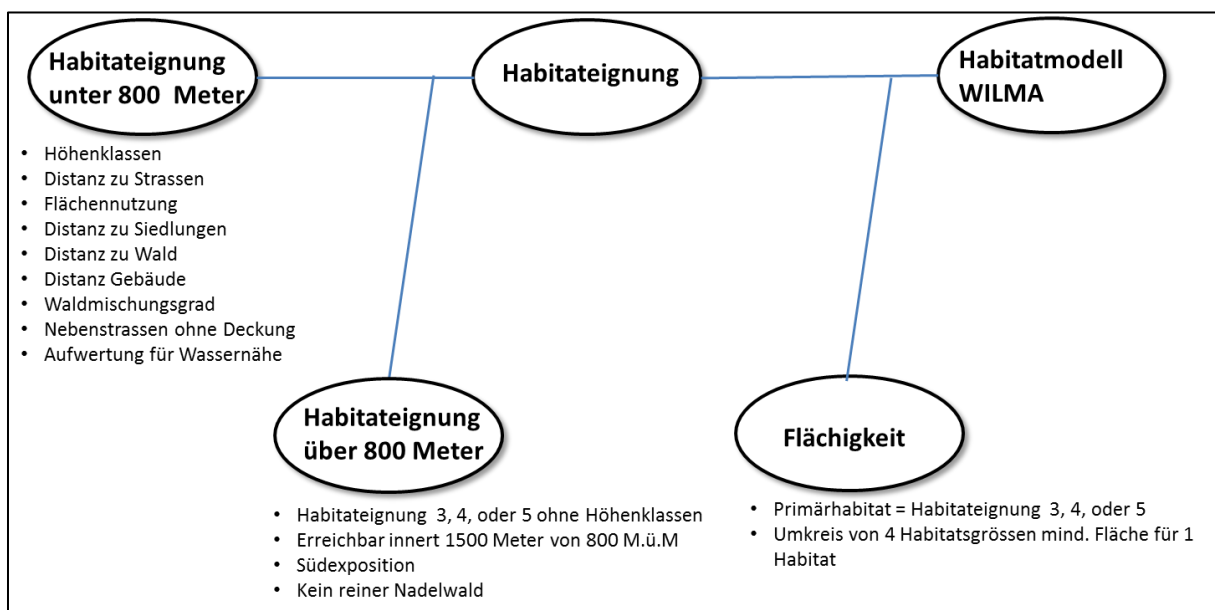 Habitateignung
unter 800 Meter
Habitateignung
Habitatmodell
WILMA
• Höhenklassen
• Distanz zu Strassen
• Flächennutzung
• Distanz zu Siedlungen
• Distanz zu Wald
• Distanz Gebäude
• Waldmischungsgrad
• Nebenstrassen ohne Deckung
• Aufwertung für Wassernähe
Habitateignung
über 800 Meter
Flächigkeit
• Habitateignung 3, 4, oder 5 ohne Höhenklassen
• Erreichbar innert 1500 Meter von 800 M.ü.M
• Südexposition
• Kein reiner Nadelwald
• Primärhabitat = Habitateignung 3, 4, oder 5
• Umkreis von 4 Habitatsgrössen mind. Fläche für 1
Habitat